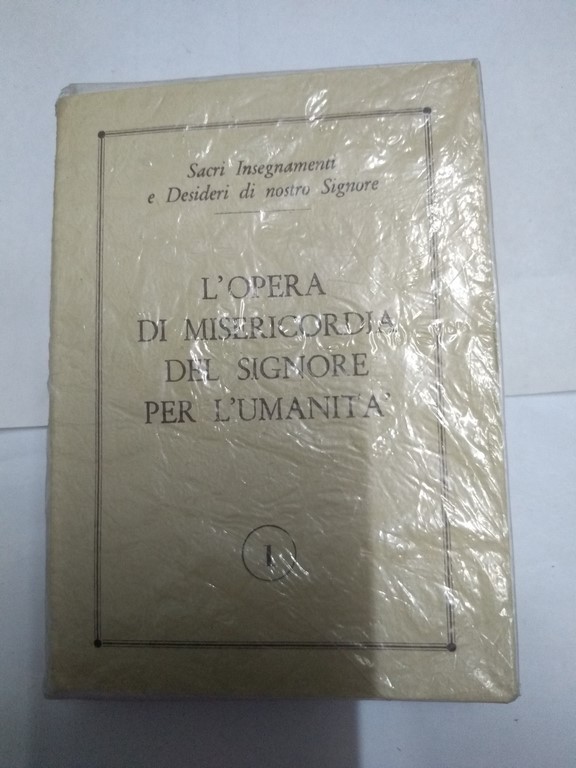 Sacri Insegnamenti
e Desideri di nostro Signore
L'OPERA
DI MISERICORDIA
DEL SIGNORE
PER L'UMANITA'
I